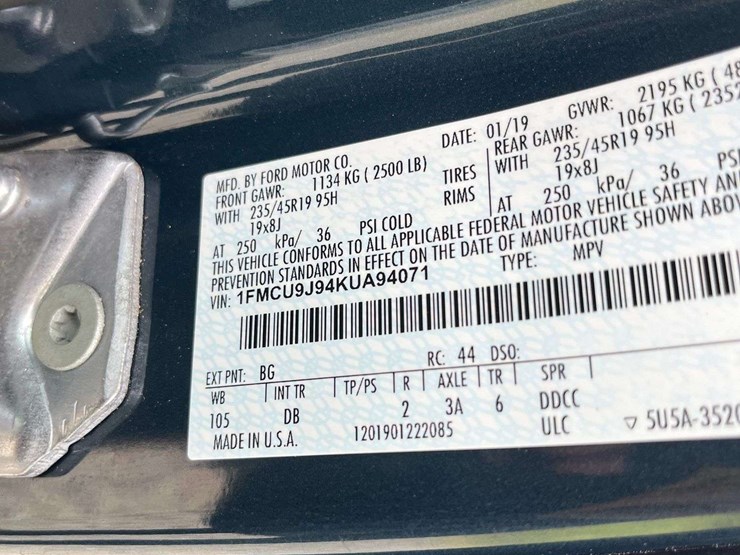 MFD. BY FORD MOTOR CO.
DATE: 01/19 GVWR: 2195 KG ( 48
FRONT GAWR: 1134 KG ( 2500 LB) REAR GAWR: 1067 KG ( 2352
WITH 235/45R19 95H TIRES WITH 235/45R19 95H
19x8J RIMS 19x8J
AT 250 kPa/ 36 PSI COLD AT 250 kPa/ 36 PSI
THIS VEHICLE CONFORMS TO ALL APPLICABLE FEDERAL MOTOR VEHICLE SAFETY AN
PREVENTION STANDARDS IN EFFECT ON THE DATE OF MANUFACTURE SHOWN ABOV
VIN: 1FMCU9J94KUA94071 TYPE: MPV
EXT PNT: BG RC: 44 DSO:
WB INT TR TP/PS R AXLE TR SPR
105 DB 2 3A 6 DDCC
MADE IN U.S.A. 1201901222085 ULC ▽ 5U5A-3520